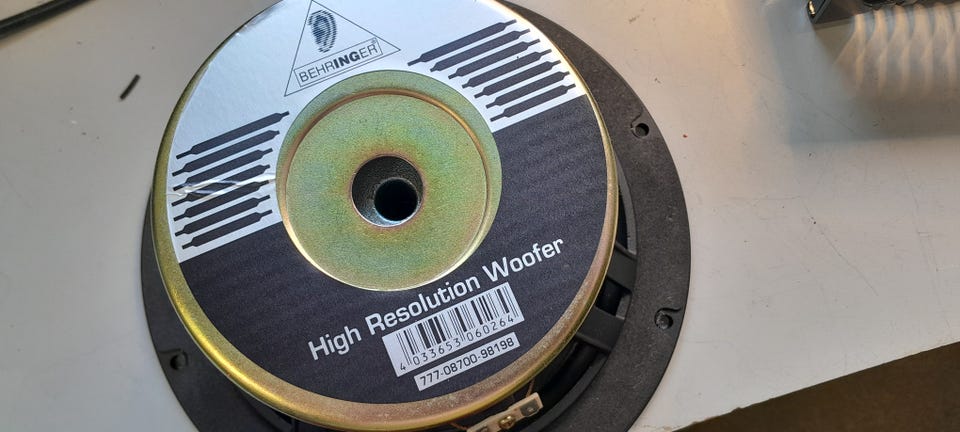 BEHRINGER
High Resolution Woofer
4 033653 060264
777-08700-98198